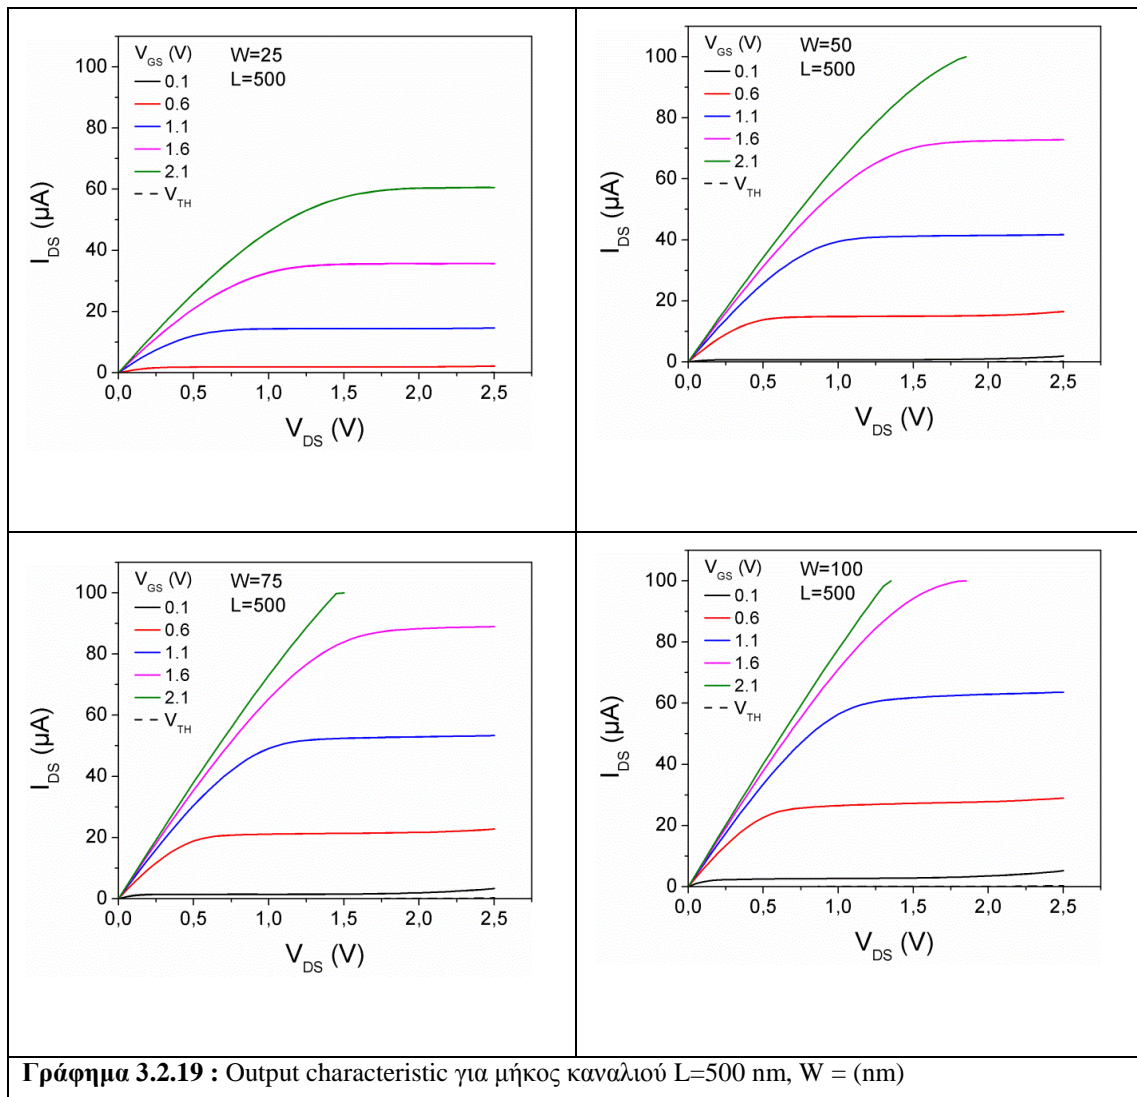 V_GS (V)
W=25
L=500
0.1
0.6
1.1
1.6
2.1
V_TH
100
80
60
40
20
0
I_DS (µA)
0,0 0,5 1,0 1,5 2,0 2,5
V_DS (V)
V_GS (V)
W=50
L=500
0.1
0.6
1.1
1.6
2.1
V_TH
100
80
60
40
20
0
I_DS (µA)
0,0 0,5 1,0 1,5 2,0 2,5
V_DS (V)
V_GS (V)
W=75
L=500
0.1
0.6
1.1
1.6
2.1
V_TH
100
80
60
40
20
0
I_DS (µA)
0,0 0,5 1,0 1,5 2,0 2,5
V_DS (V)
V_GS (V)
W=100
L=500
0.1
0.6
1.1
1.6
2.1
V_TH
100
80
60
40
20
0
I_DS (µA)
0,0 0,5 1,0 1,5 2,0 2,5
V_DS (V)
Γράφημα 3.2.19 : Output characteristic για μήκος καναλιού L=500 nm, W = (nm)